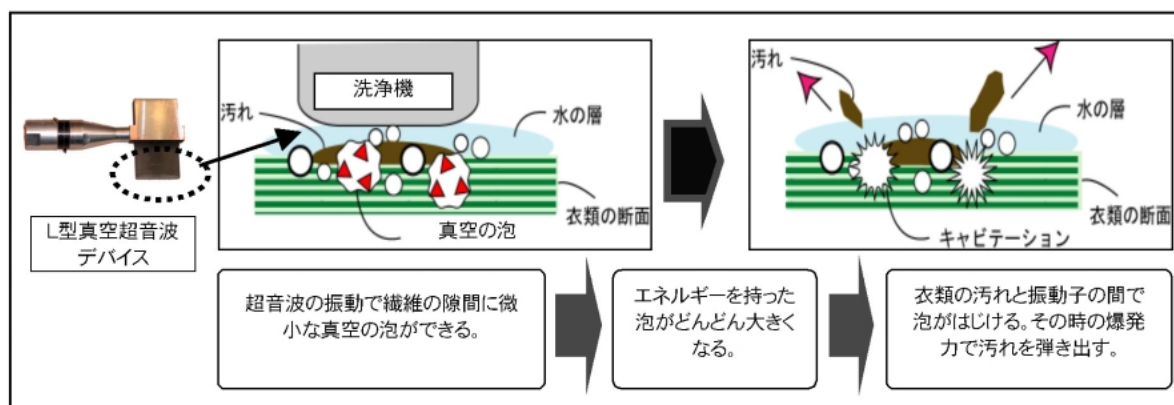 洗浄機
汚れ
水の層
衣類の断面
真空の泡
L型真空超音波
デバイス
汚れ
水の層
衣類の断面
キャビテーション
超音波の振動で繊維の隙間に微
小な真空の泡ができる。
エネルギーを持った
泡がどんどん大きく
なる。
衣類の汚れと振動子の間で
泡がはじける。その時の爆発
力で汚れを弾き出す。